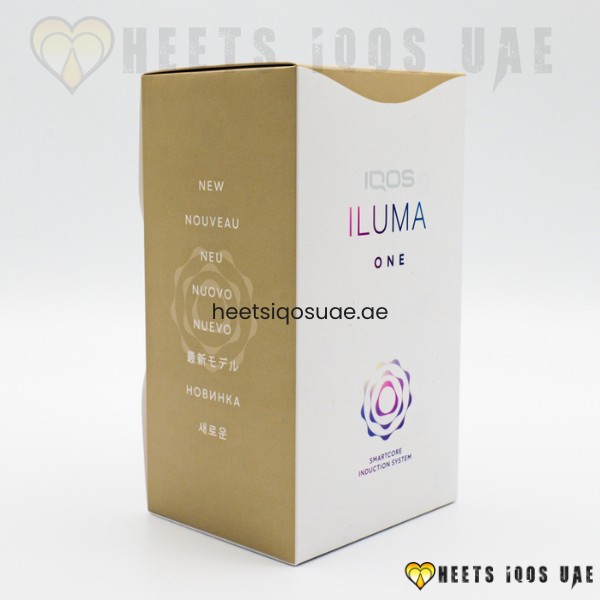 HEETS iQOS UAE
NEW
NOUVEAU
NEU
NUOVO
NUEVO
最新モデル
НОВИНКА
새로운
IQOS
ILUMA
ONE
SMARTCORE
INDUCTION SYSTEM
heetsiqosuae.ae
HEETS iQOS UAE